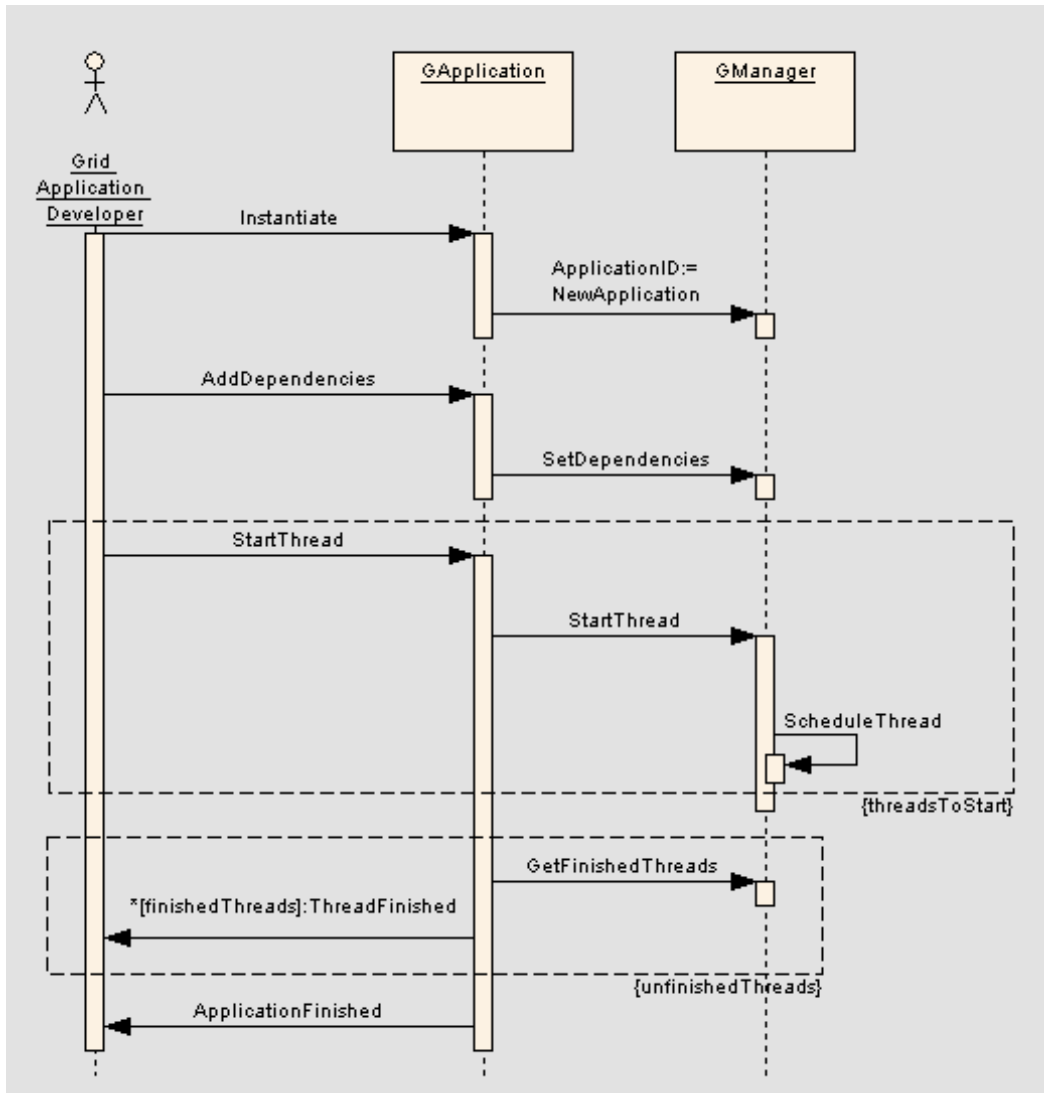 GApplication
GManager
Grid
Application
Developer
Instantiate
ApplicationID:=
NewApplication
AddDependencies
SetDependencies
StartThread
StartThread
ScheduleThread
{threadsToStart}
GetFinishedThreads
*[finishedThreads]:ThreadFinished
{unfinishedThreads}
ApplicationFinished